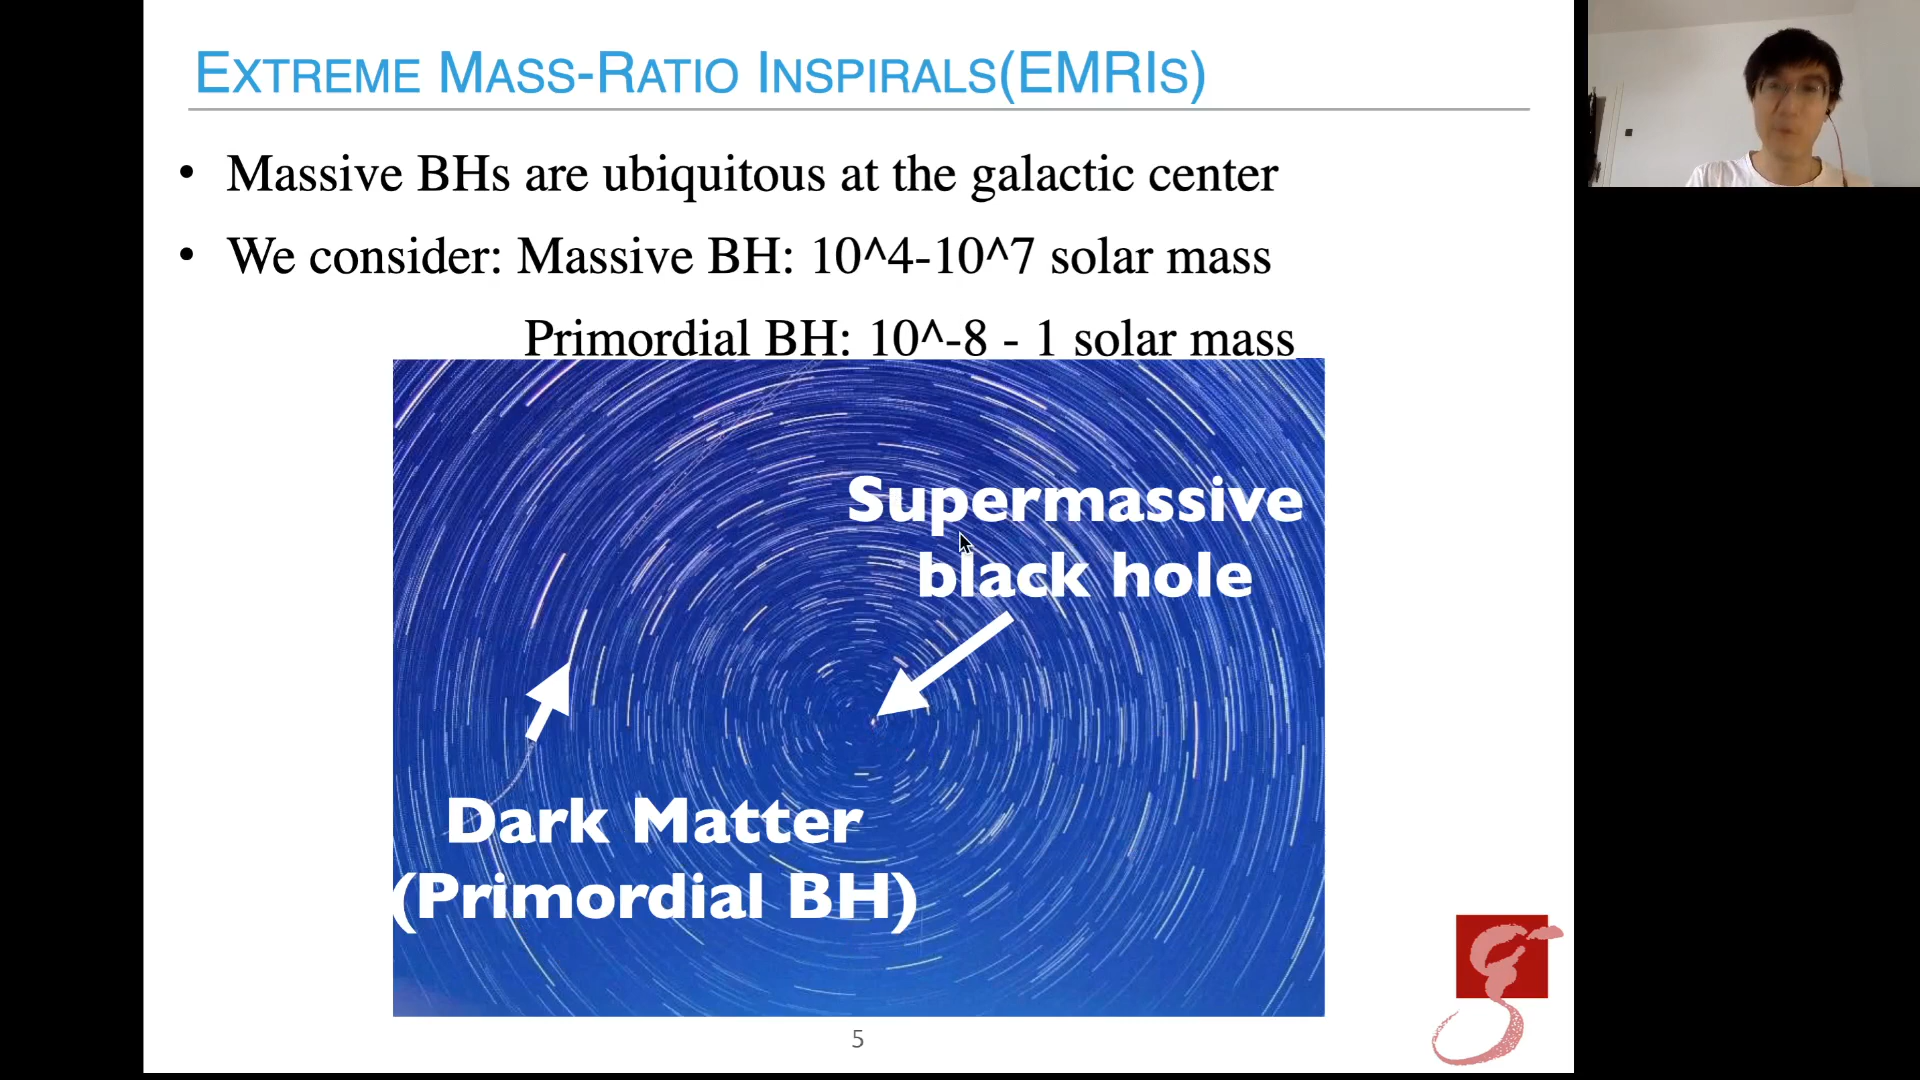 EXTREME MASS-RATIO INSPIRALS(EMRIS)
• Massive BHs are ubiquitous at the galactic center
• We consider: Massive BH: 10^4-10^7 solar mass
Primordial BH: 10^-8 - 1 solar mass
Supermassive
black hole
Dark Matter
(Primordial BH)
5